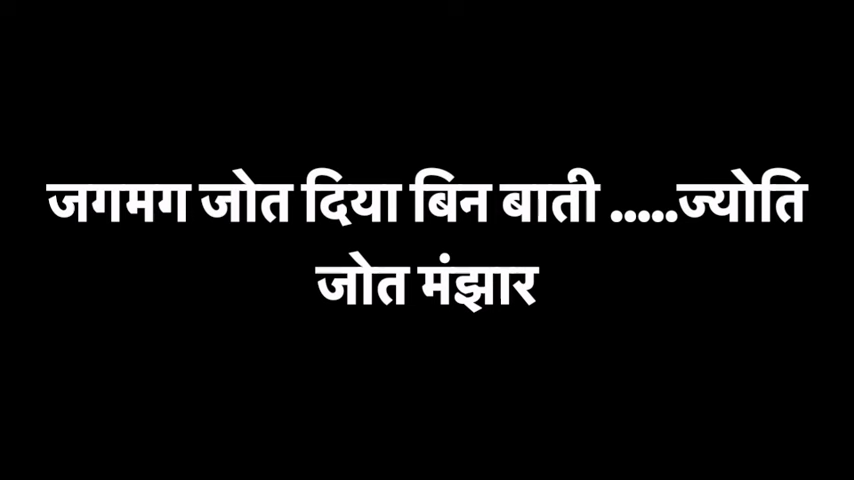 जगमग जोत दिया बिन बाती .....ज्योति
जोत मंझार